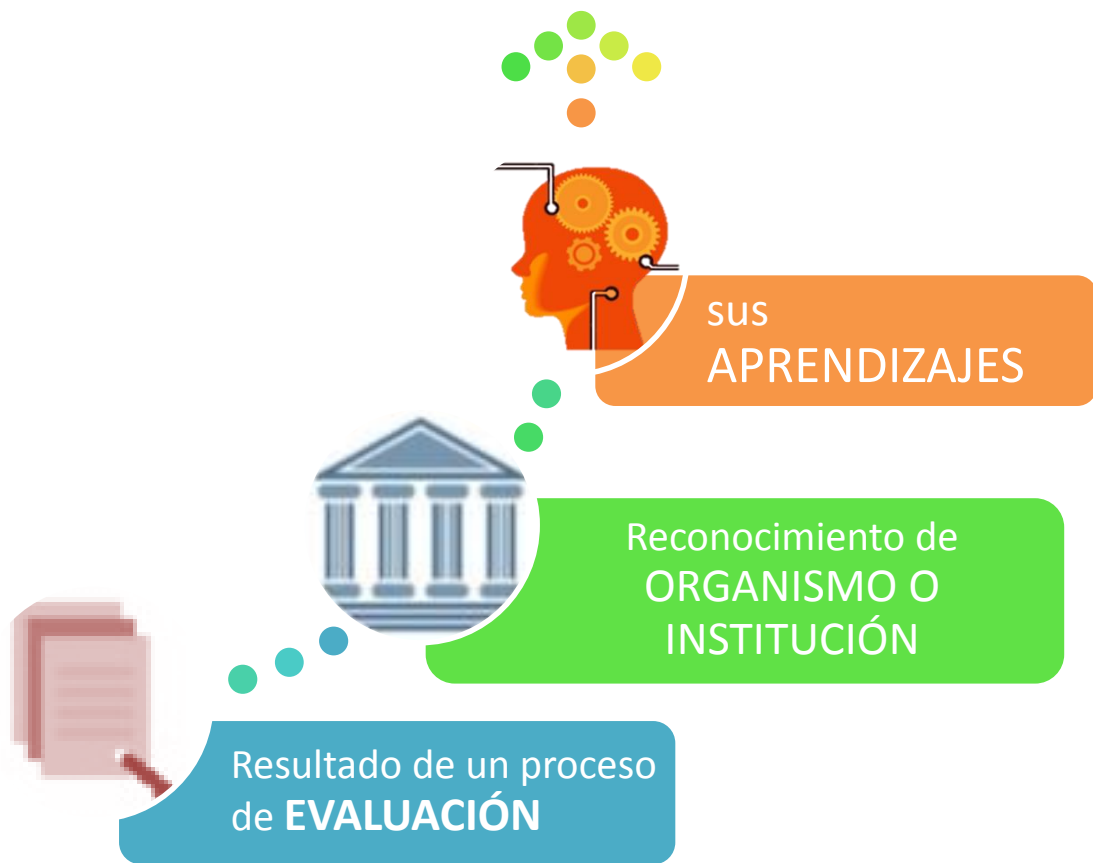 sus
APRENDIZAJES
Reconocimiento de
ORGANISMO O
INSTITUCIÓN
Resultado de un proceso
de EVALUACIÓN